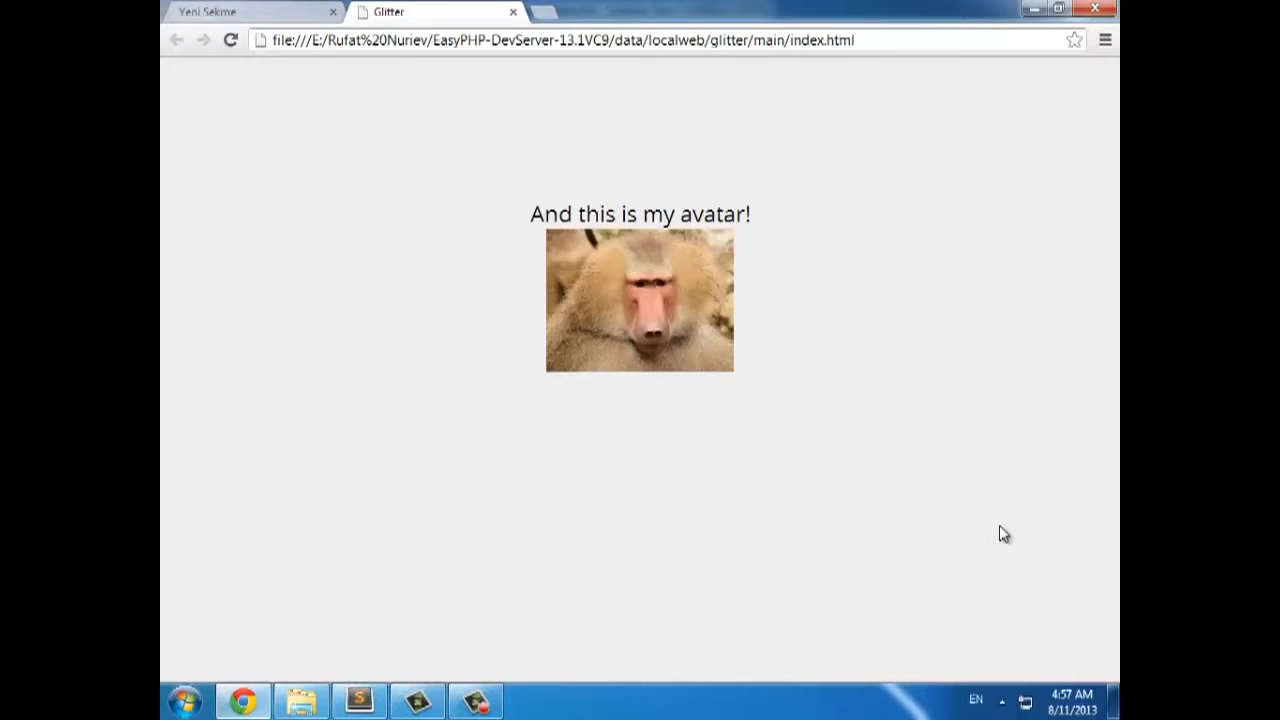 Yeni Sekme
Glitter
file:///E:/Rufat%20Nuriev/EasyPHP-DevServer-13.1VC9/data/localweb/glitter/main/index.html
And this is my avatar!
EN
4:57 AM
8/11/2013